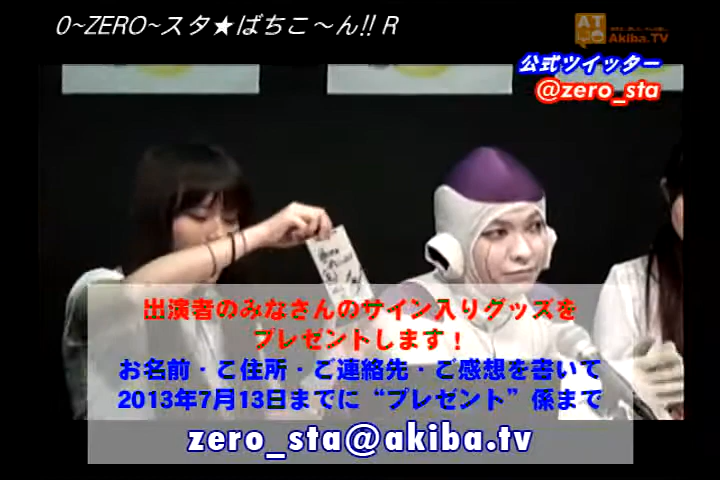 0~ZERO~スタ★ばちこ～ん!! R
AT
Akiba.TV
公式ツイッター
@zero_sta
出演者のみなさんのサイン入りグッズを
プレゼントします！
お名前・ご住所・ご連絡先・ご感想を書いて
2013年7月13日までに“プレゼント”係まで
zero_sta@akiba.tv